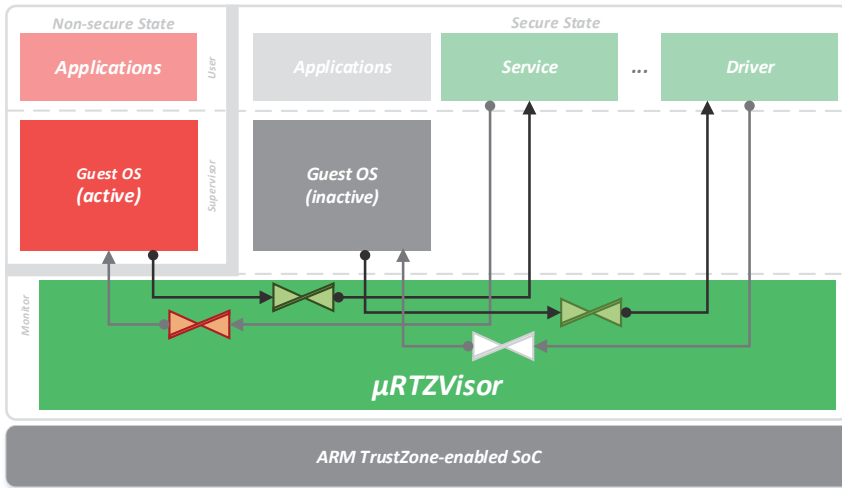 Non-secure State
Secure State
Applications
User
Applications
Service
...
Driver
Guest OS
(active)
Supervisor
Guest OS
(inactive)
Monitor
µRTZVisor
ARM TrustZone-enabled SoC